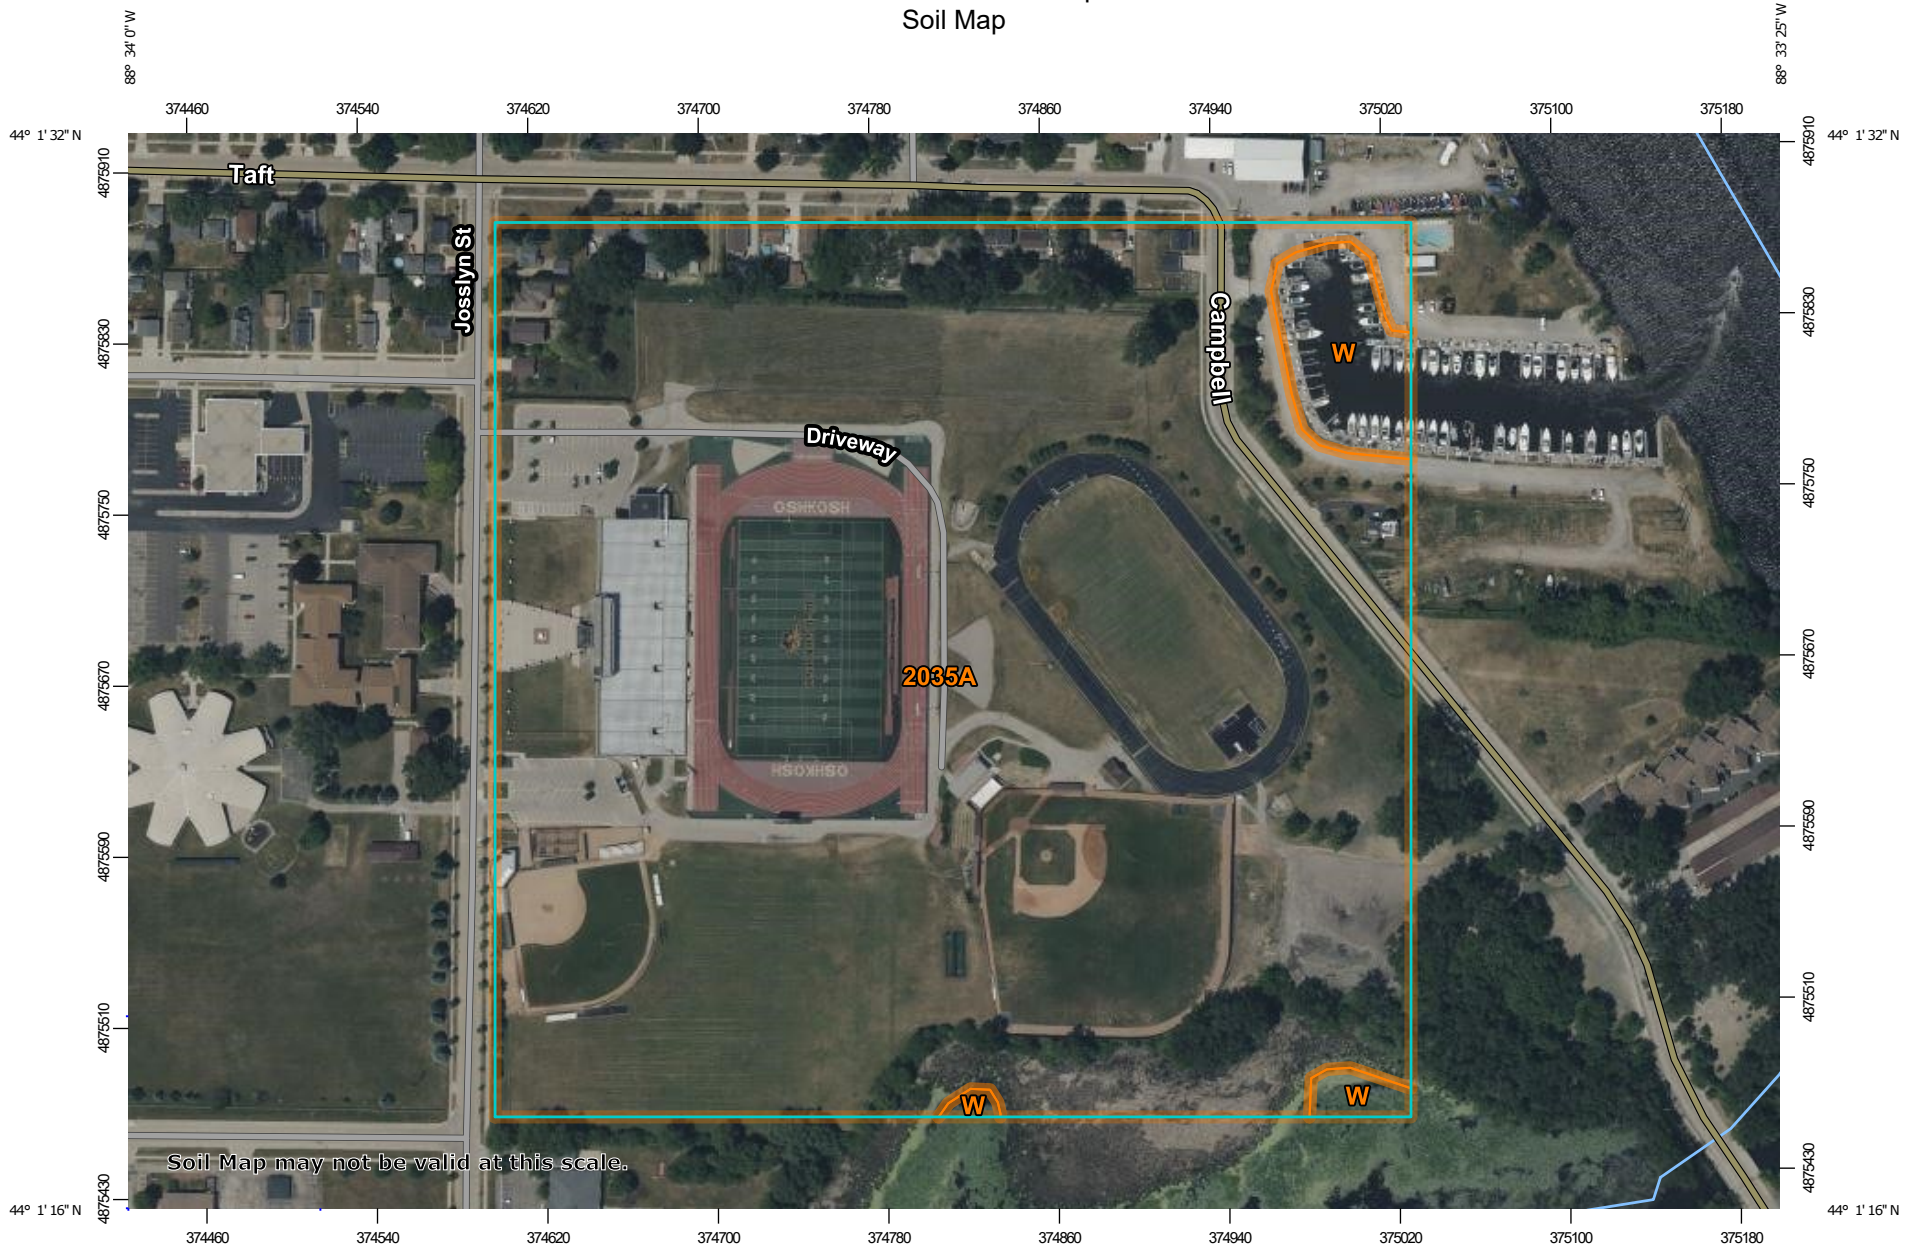 Soil Map
88° 34' 0" W
88° 33' 25" W
374460 374540 374620 374700 374780 374860 374940 375020 375100 375180
44° 1' 32" N
44° 1' 32" N
4875910
4875910
Taft
Josslyn St
Campbell
4875830
4875830
W
Driveway
OSHKOSH
4875750
4875750
2035A
4875670
4875670
OSHKOSH
4875590
4875590
4875510
4875510
W
W
Soil Map may not be valid at this scale.
4875430
4875430
44° 1' 16" N
44° 1' 16" N
374460 374540 374620 374700 374780 374860 374940 375020 375100 375180